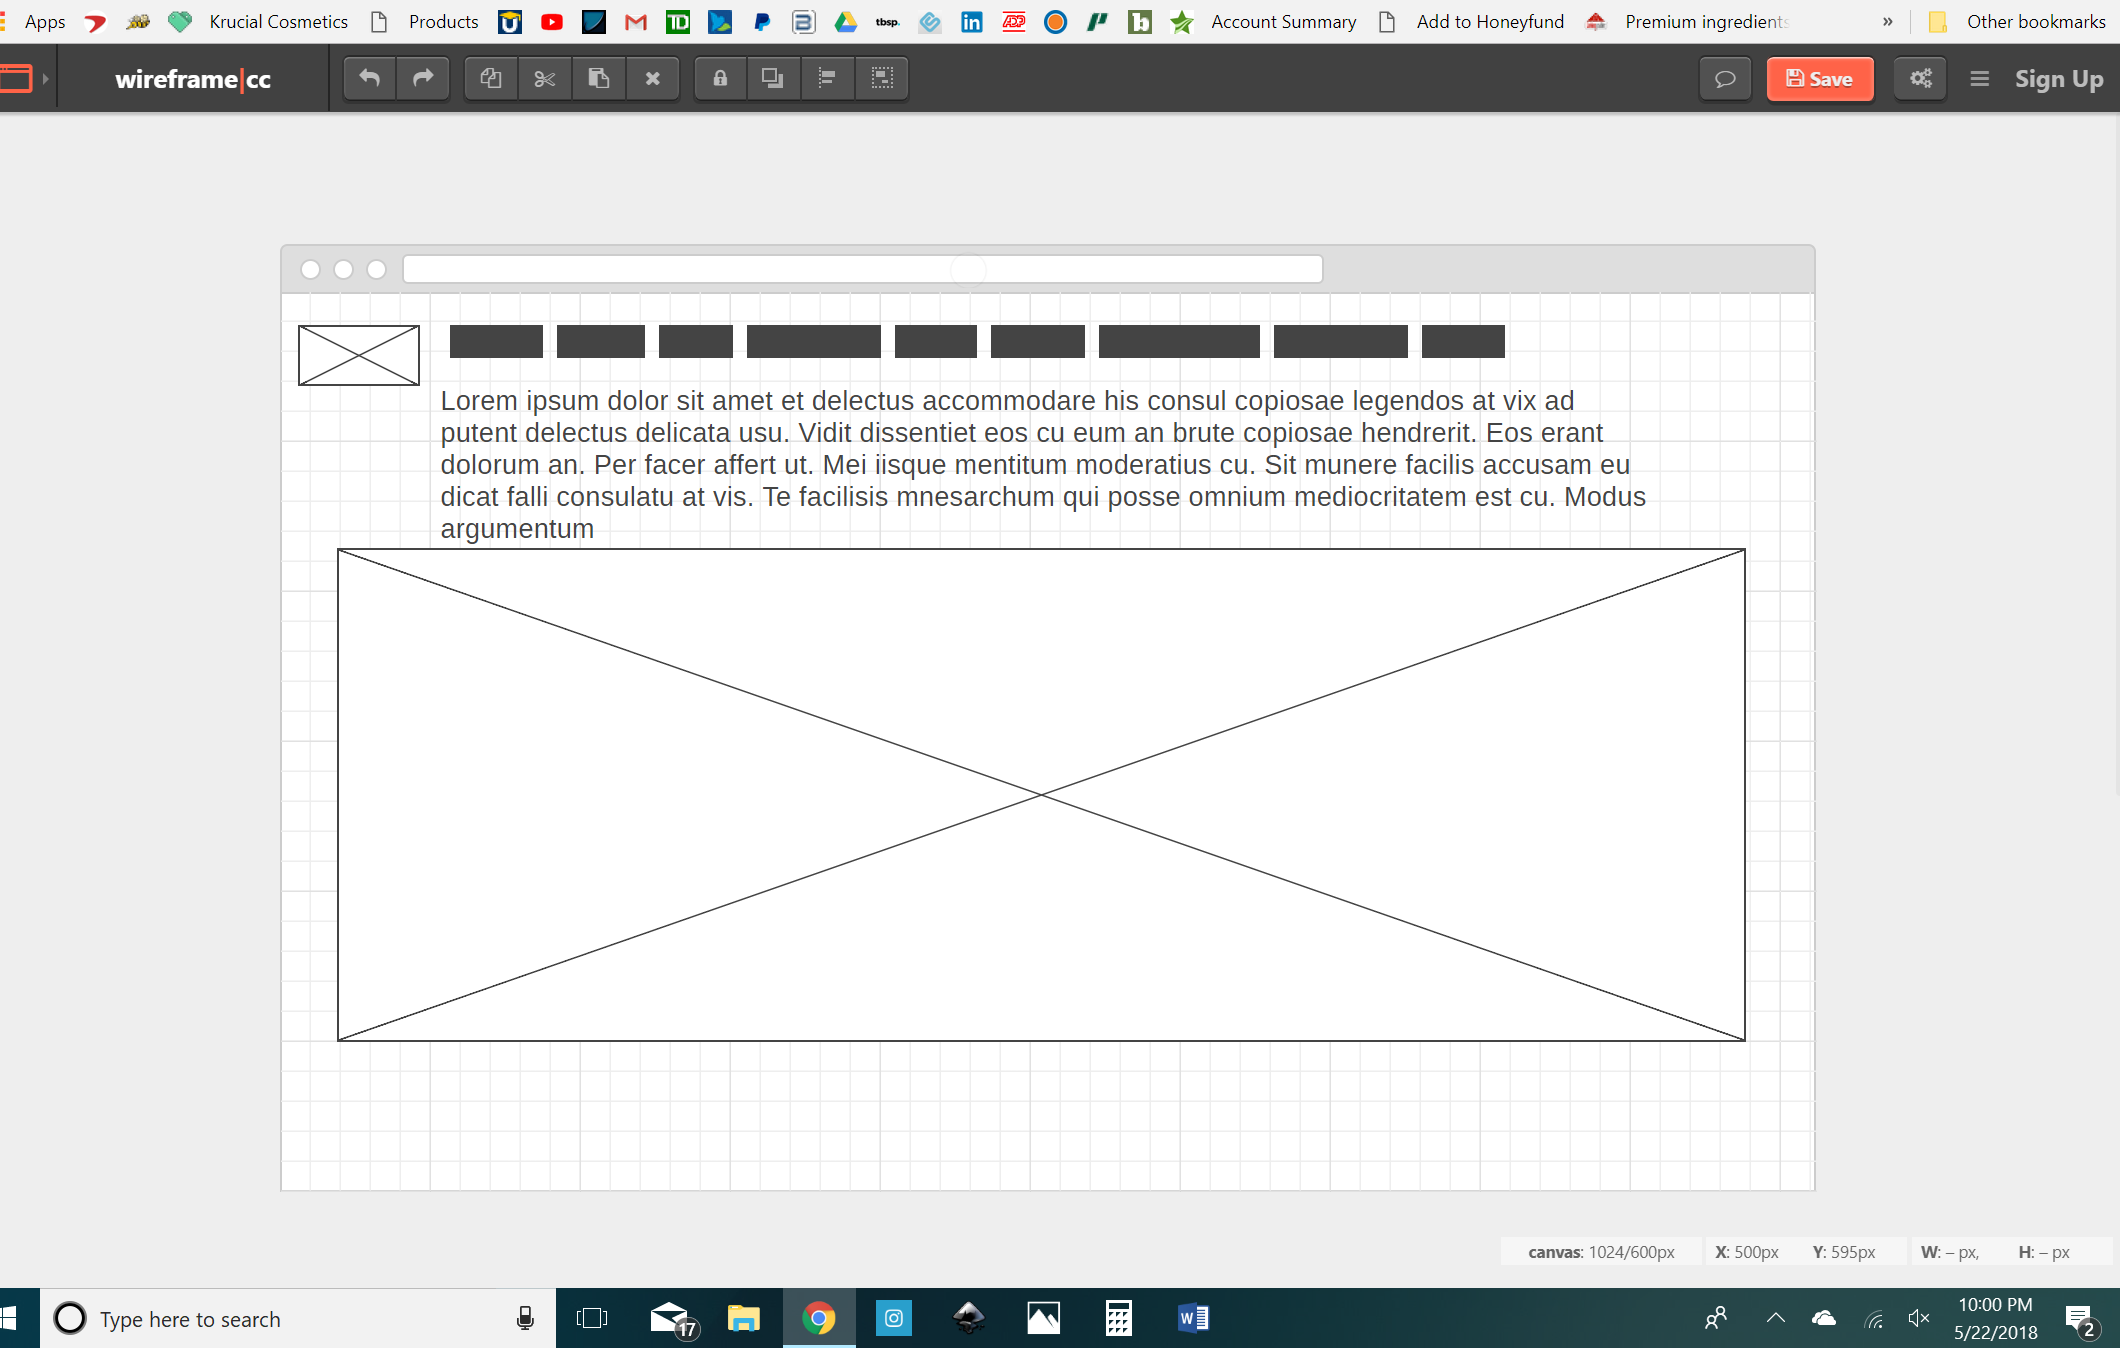 Apps Krucial Cosmetics Products TD tbsp. in ADP b Account Summary Add to Honeyfund Premium ingredients » Other bookmarks
wireframe|cc Save Sign Up
Lorem ipsum dolor sit amet et delectus accommodare his consul copiosae legendos at vix ad
putent delectus delicata usu. Vidit dissentiet eos cu eum an brute copiosae hendrerit. Eos erant
dolorum an. Per facer affert ut. Mei iisque mentitum moderatius cu. Sit munere facilis accusam eu
dicat falli consulatu at vis. Te facilisis mnesarchum qui posse omnium mediocritatem est cu. Modus
argumentum
canvas: 1024/600px X: 500px Y: 595px W: – px, H: – px
Type here to search 17 W 10:00 PM
5/22/2018 2